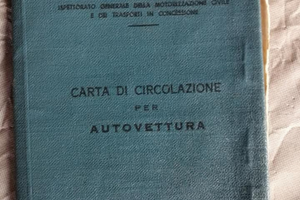 ISPETTORATO GENERALE DELLA MOTORIZZAZIONE CIVILE
E DEI TRASPORTI IN CONCESSIONE
CARTA DI CIRCOLAZIONE
PER
AUTOVETTURA